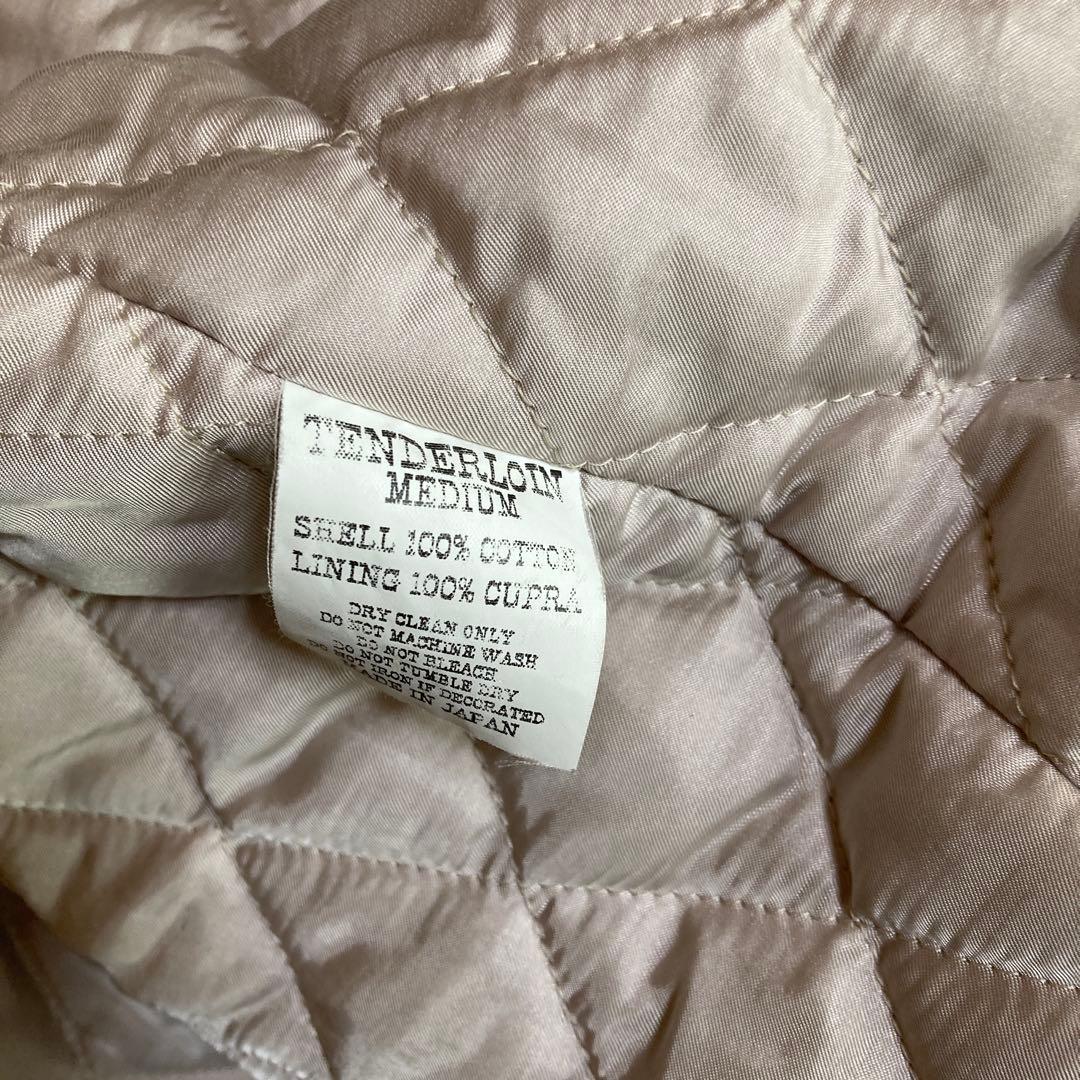 TENDERLOIN
MEDIUM
SHELL 100% COTTON
LINING 100% CUPRA
DRY CLEAN ONLY
DO NOT MACHINE WASH
DO NOT BLEACH
DO NOT TUMBLE DRY
NOT IRON IF DECORATED
MADE IN JAPAN